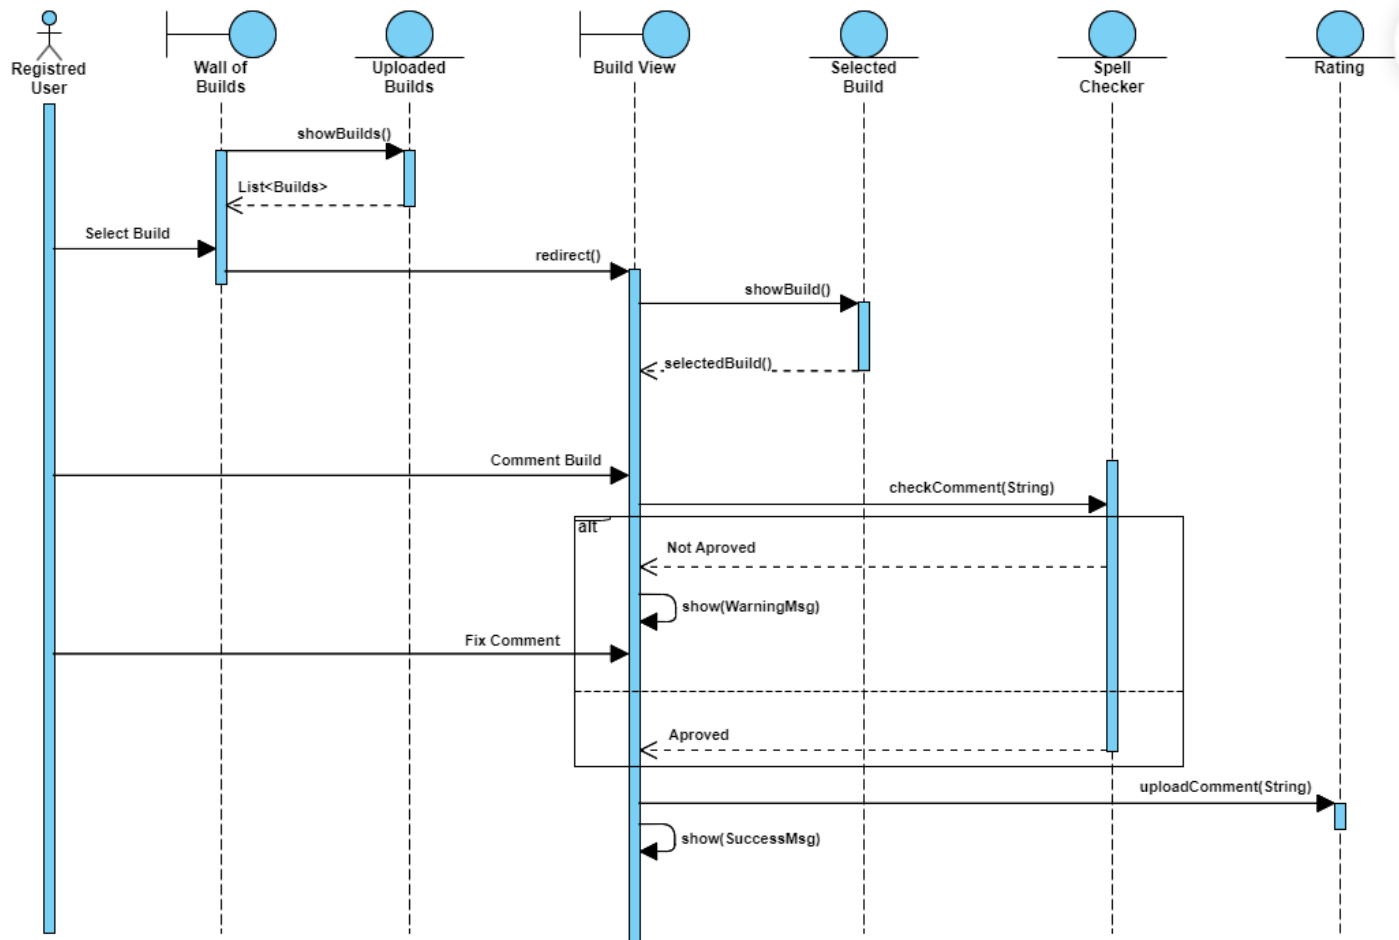 Registred
User
Wall of
Builds
Uploaded
Builds
Build View
Selected
Build
Spell
Checker
Rating
showBuilds()
List<Builds>
Select Build
redirect()
showBuild()
selectedBuild()
Comment Build
checkComment(String)
alt
Not Aproved
show(WarningMsg)
Fix Comment
Aproved
uploadComment(String)
show(SuccessMsg)